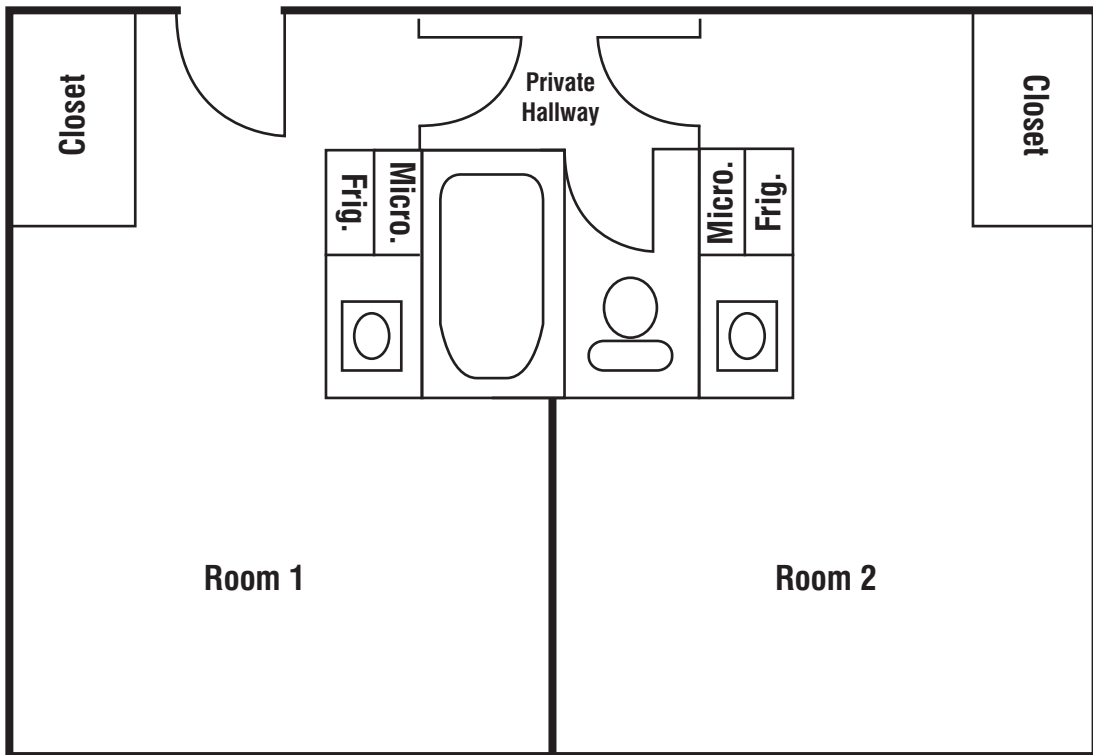 Closet
Private
Hallway
Closet
Frig.
Micro.
Micro.
Frig.
Room 1
Room 2